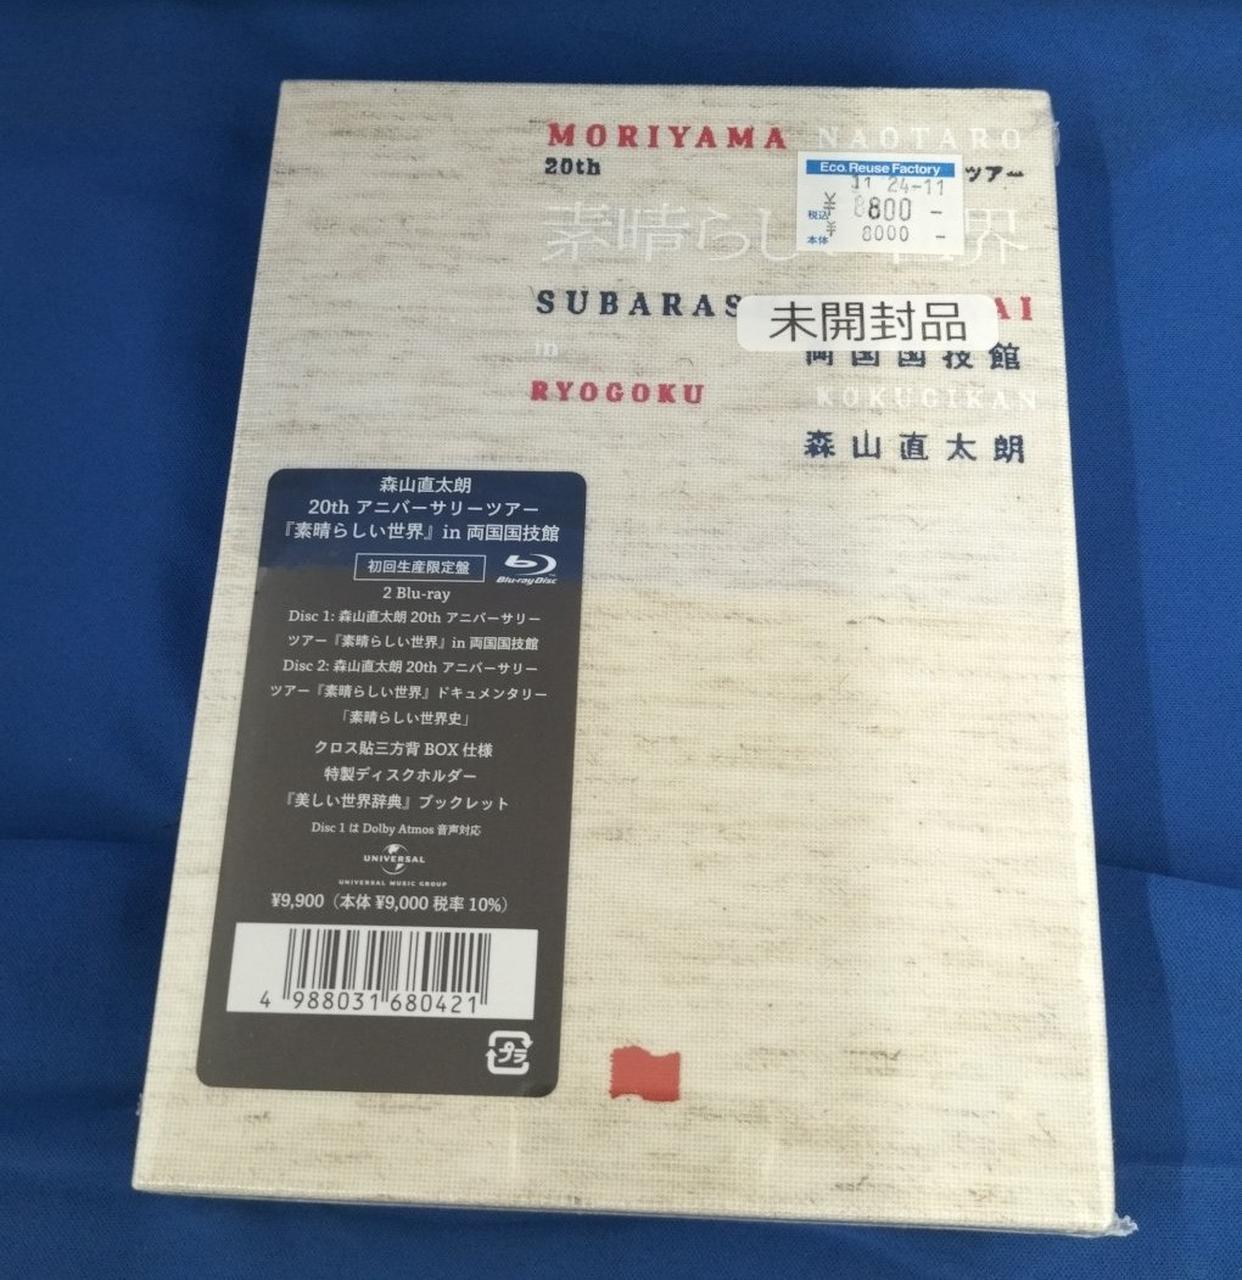 MORIYAMA NAOTARO
20th ツアー
Eco Reuse Factory
11 24-11
税込 ¥ 8800 -
本体 ¥ 8000 -
素晴らしい 界
SUBARAS AI
未開封品
in 両国国技館
RYOGOKU KOKUGIKAN
森山直太朗
森山直太朗
20th アニバーサリーツアー
『素晴らしい世界』in 両国国技館
初回生産限定盤 Blu-ray Disc
2 Blu-ray
Disc 1: 森山直太朗 20th アニバーサリー
ツアー『素晴らしい世界』in 両国国技館
Disc 2: 森山直太朗 20th アニバーサリー
ツアー『素晴らしい世界』ドキュメンタリー
「素晴らしい世界史」
クロス貼三方背 BOX 仕様
特製ディスクホルダー
『美しい世界辞典』ブックレット
Disc 1 は Dolby Atmos 音声対応
UNIVERSAL
UNIVERSAL MUSIC GROUP
¥9,900（本体 ¥9,000 税率 10%）
4 988031 680421
プラ